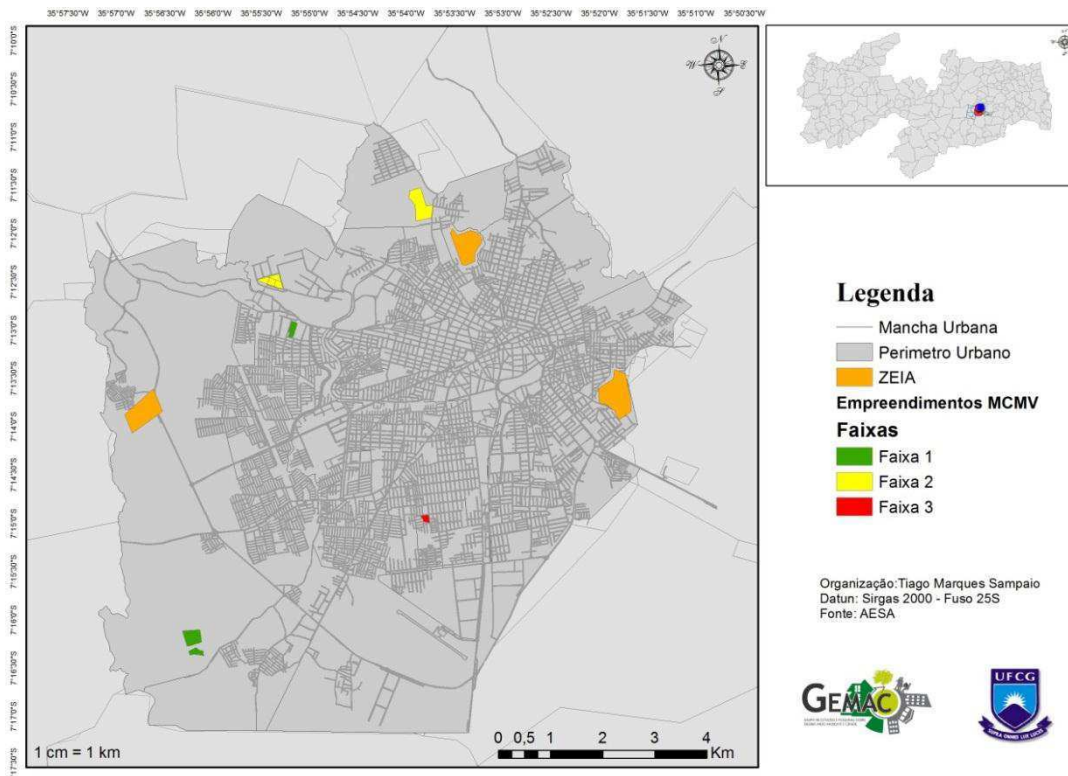 35°57'30"W 35°57'0"W 35°56'30"W 35°56'0"W 35°55'30"W 35°55'0"W 35°54'30"W 35°54'0"W 35°53'30"W 35°53'0"W 35°52'30"W 35°52'0"W 35°51'30"W 35°51'0"W 35°50'30"W
7°10'0"S
7°10'30"S
7°11'0"S
7°11'30"S
7°12'0"S
7°12'30"S
7°13'0"S
7°13'30"S
7°14'0"S
7°14'30"S
7°15'0"S
7°15'30"S
7°16'0"S
7°16'30"S
7°17'0"S
7°17'30"S
N
W E
S
1 cm = 1 km
0 0,5 1 2 3 4
Km
Legenda
Mancha Urbana
Perimetro Urbano
ZEIA
Empreendimentos MCMV
Faixas
Faixa 1
Faixa 2
Faixa 3
Organização:Tiago Marques Sampaio
Datun: Sirgas 2000 - Fuso 25S
Fonte: AESA
GEMAC
UFCG